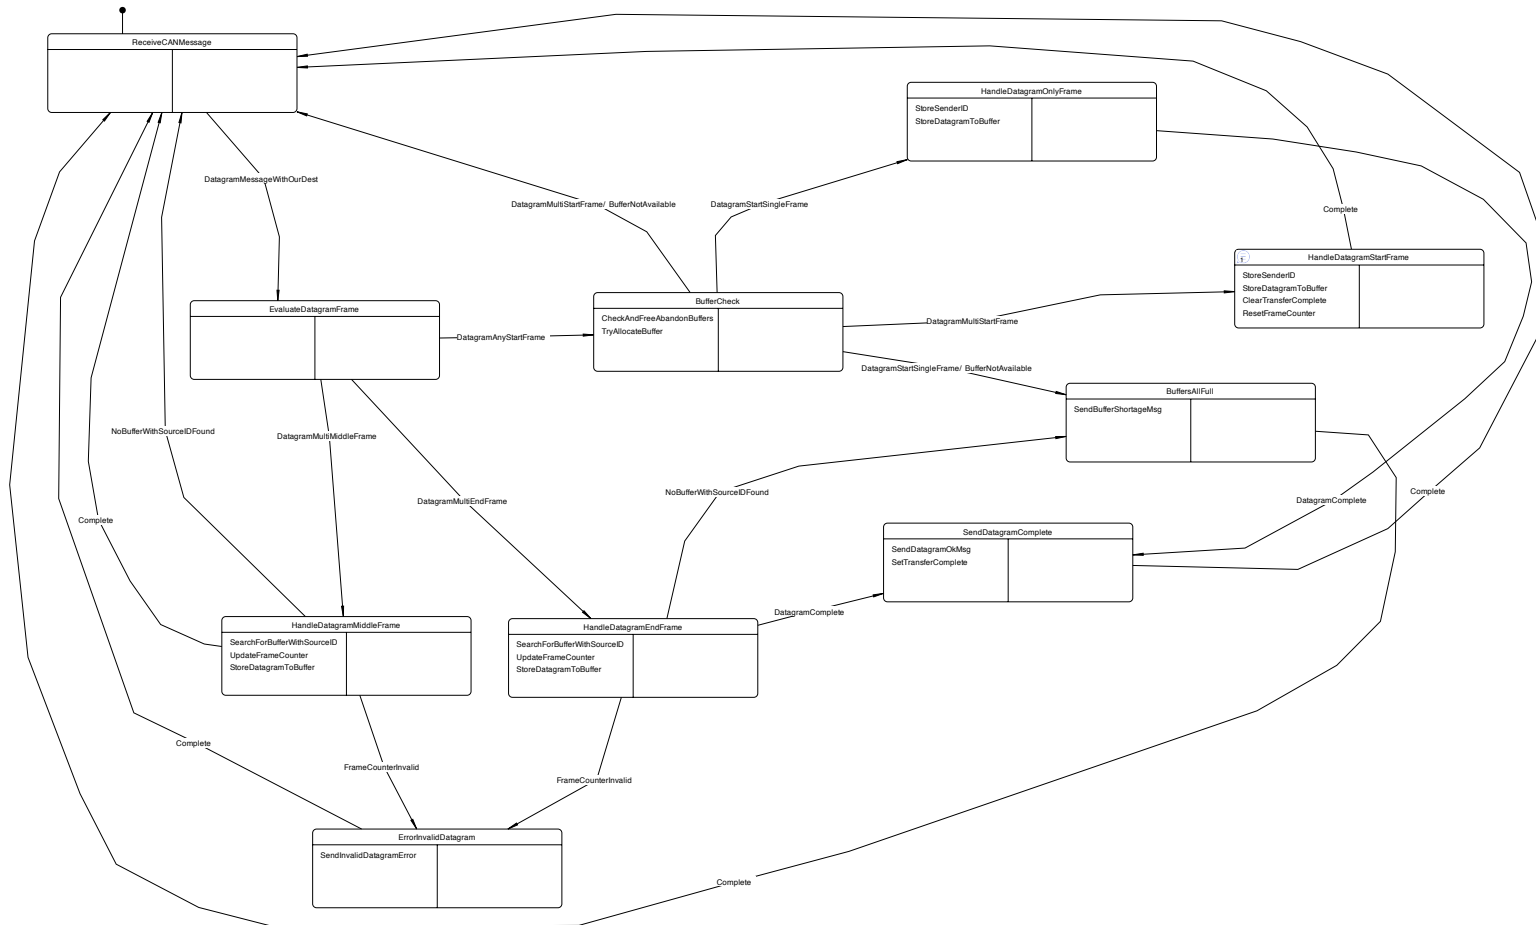 ReceiveCANMessage
HandleDatagramOnlyFrame
StoreSenderID
StoreDatagramToBuffer
DatagramMessageWithOurDest
DatagramMultiStartFrame/ BufferNotAvailable
DatagramStartSingleFrame
Complete
HandleDatagramStartFrame
StoreSenderID
StoreDatagramToBuffer
ClearTransferComplete
ResetFrameCounter
EvaluateDatagramFrame
BufferCheck
CheckAndFreeAbandonBuffers
TryAllocateBuffer
DatagramAnyStartFrame
DatagramMultiStartFrame
DatagramStartSingleFrame/ BufferNotAvailable
BuffersAllFull
SendBufferShortageMsg
NoBufferWithSourceIDFound
DatagramMultiMiddleFrame
DatagramMultiEndFrame
NoBufferWithSourceIDFound
DatagramComplete
Complete
Complete
SendDatagramComplete
SendDatagramOkMsg
SetTransferComplete
DatagramComplete
HandleDatagramMiddleFrame
SearchForBufferWithSourceID
UpdateFrameCounter
StoreDatagramToBuffer
HandleDatagramEndFrame
SearchForBufferWithSourceID
UpdateFrameCounter
StoreDatagramToBuffer
Complete
FrameCounterInvalid
FrameCounterInvalid
ErrorInvalidDatagram
SendInvalidDatagramError
Complete